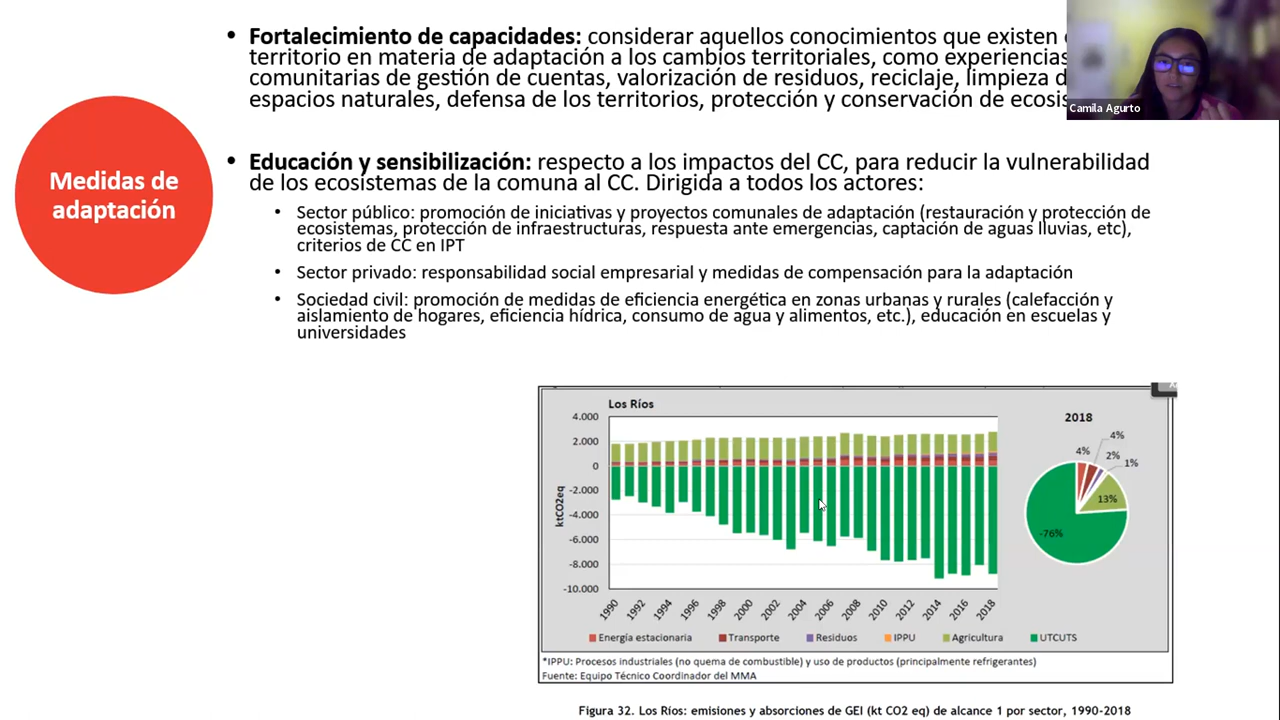 • Fortalecimiento de capacidades: considerar aquellos conocimientos que existen
territorio en materia de adaptación a los cambios territoriales, como experiencias
comunitarias de gestión de cuentas, valorización de residuos, reciclaje, limpieza
espacios naturales, defensa de los territorios, protección y conservación de
Camila Agurto
Medidas de
adaptación
• Educación y sensibilización: respecto a los impactos del CC, para reducir la vulnerabilidad
de los ecosistemas de la comuna al CC. Dirigida a todos los actores:
• Sector público: promoción de iniciativas y proyectos comunales de adaptación (restauración y protección de
ecosistemas, protección de infraestructuras, respuesta ante emergencias, captación de aguas lluvias, etc),
criterios de CC en IPT
• Sector privado: responsabilidad social empresarial y medidas de compensación para la adaptación
• Sociedad civil: promoción de medidas de eficiencia energética en zonas urbanas y rurales (calefacción y
aislamiento de hogares, eficiencia hídrica, consumo de agua y alimentos, etc.), educación en escuelas y
universidades
Los Ríos
4.000
2.000
0
-2.000
-4.000
-6.000
-8.000
-10.000
ktCO2eq
1990 1992 1994 1996 1998 2000 2002 2004 2006 2008 2010 2012 2014 2016 2018
2018
4%
4%
2%
1%
13%
-76%
Energía estacionaria Transporte Residuos IPPU Agricultura UTCUTS
*IPPU: Procesos industriales (no quema de combustible) y uso de productos (principalmente refrigerantes)
Fuente: Equipo Técnico Coordinador del MMA
Figura 32. Los Ríos: emisiones y absorciones de GEI (kt CO2 eq) de alcance 1 por sector, 1990-2018